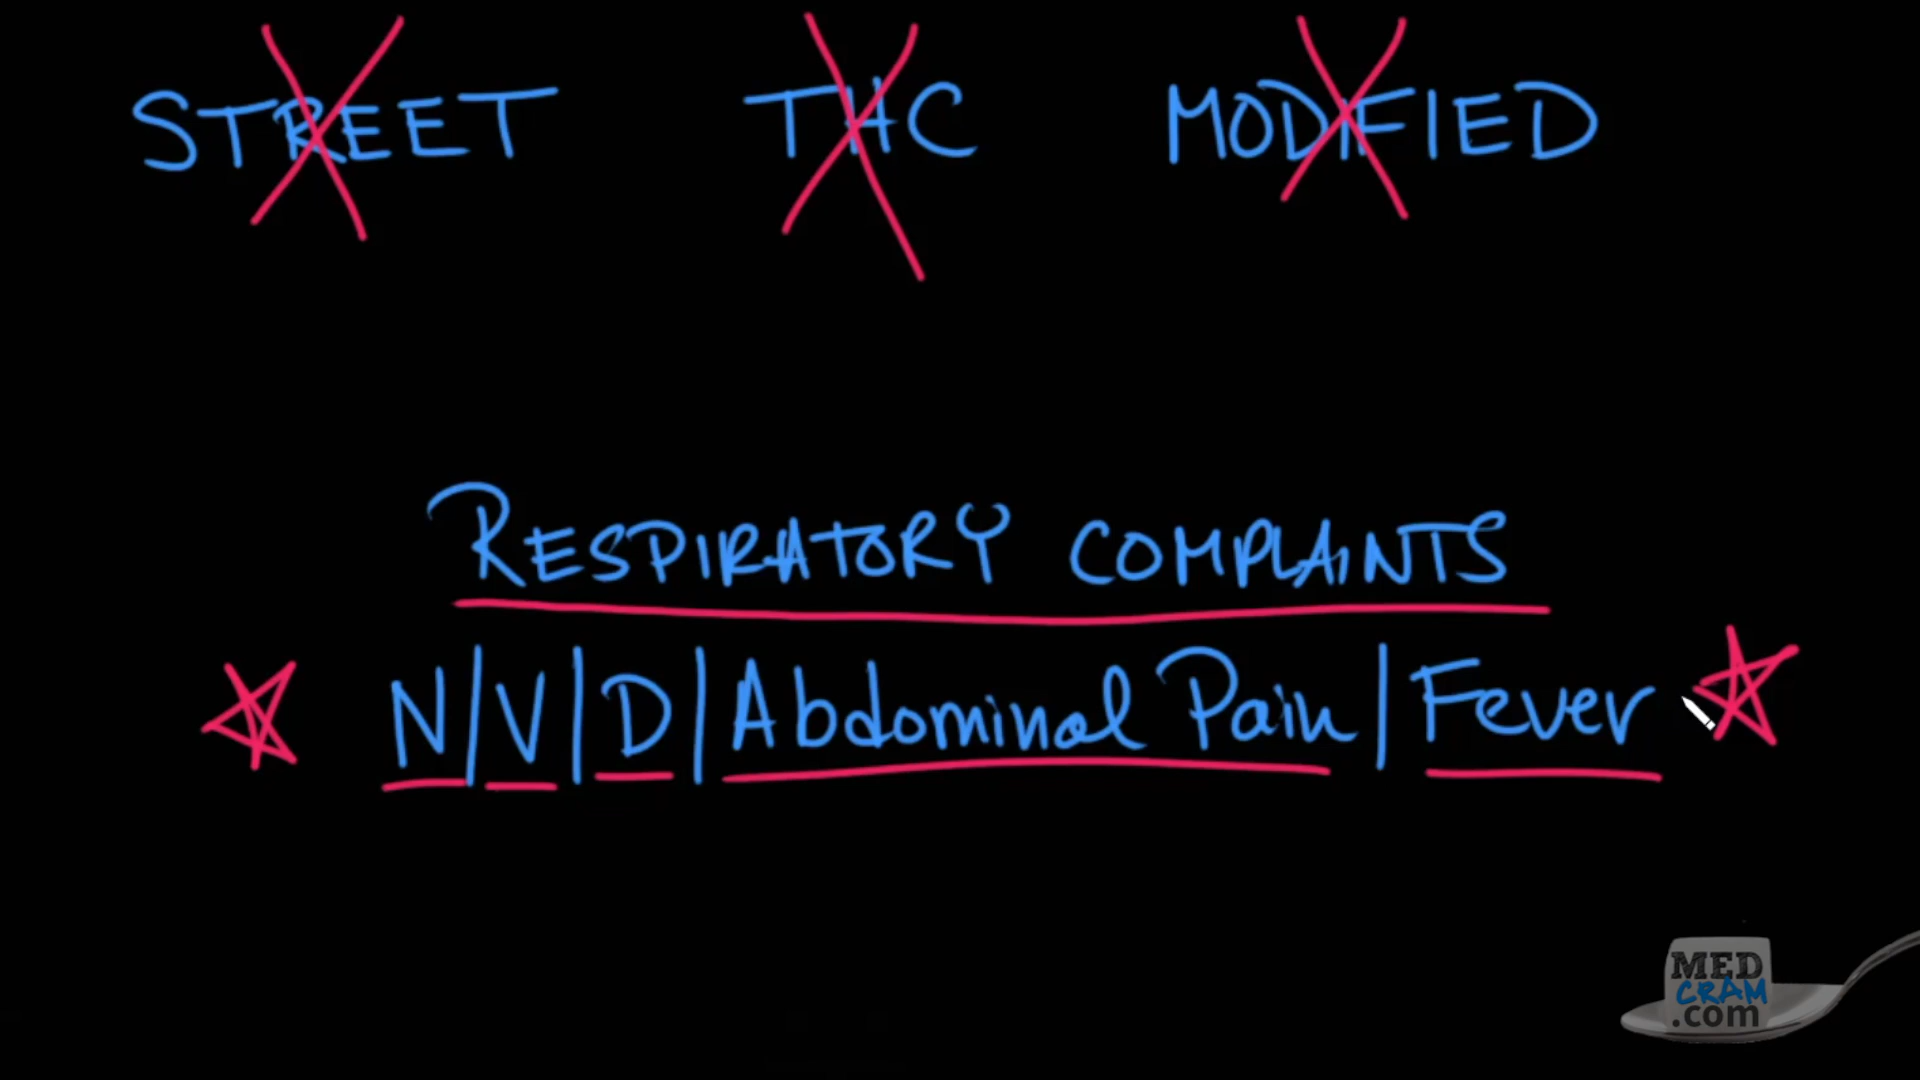 STREET THC MODIFIED
RESPIRATORY COMPLAINTS
N/V/D/Abdominal Pain/Fever
MED
CRAM
.com